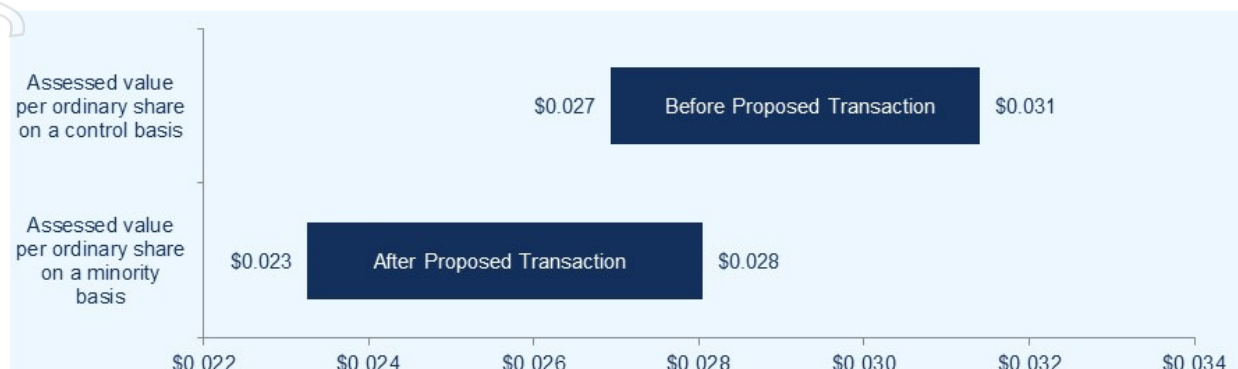 Assessed value
per ordinary share
on a control basis
$0.027
Before Proposed Transaction
$0.031
Assessed value
per ordinary share
on a minority
basis
$0.023
After Proposed Transaction
$0.028
$0.022 $0.024 $0.026 $0.028 $0.030 $0.032 $0.034